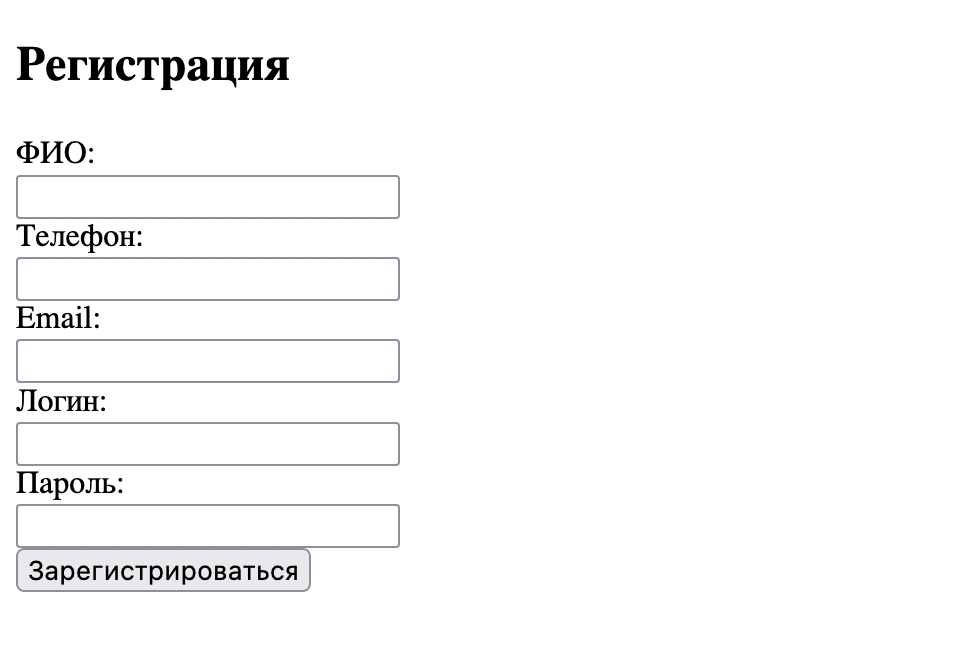 Регистрация
ФИО:
Телефон:
Email:
Логин:
Пароль:
Зарегистрироваться